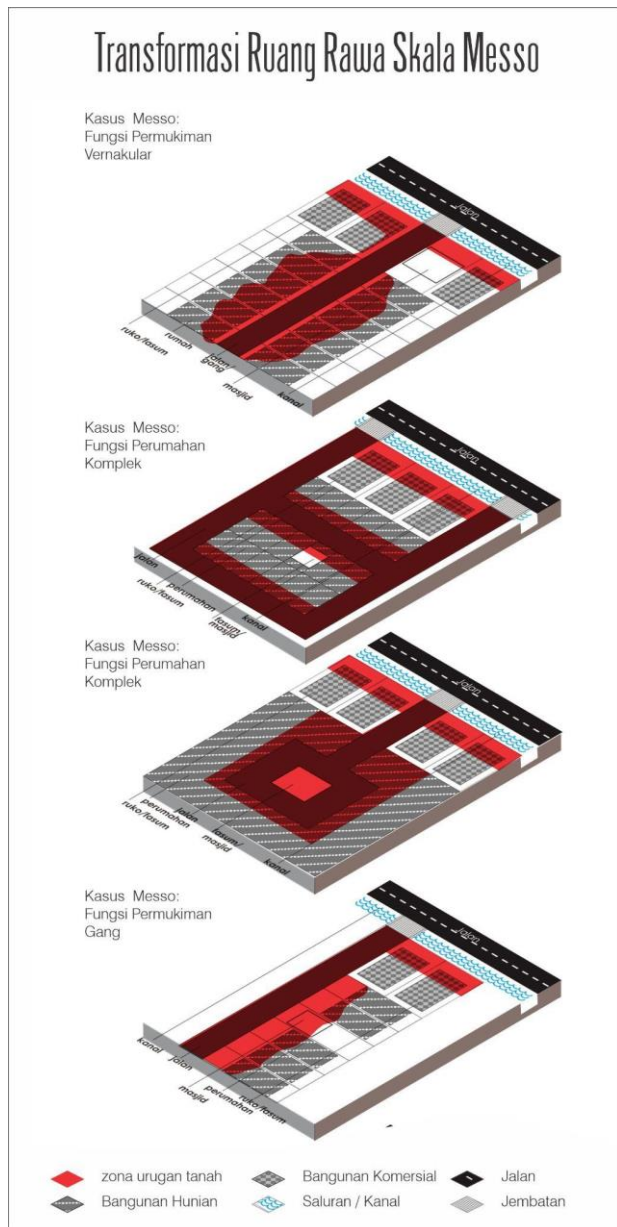 Transformasi Ruang Rawa Skala Messo
Kasus Messo:
Fungsi Permukiman
Vernakular
jalan
ruko/fasum
rumah
jalan/
gang
masjid
kanal
Kasus Messo:
Fungsi Perumahan
Komplek
jalan
jalan
ruko/fasum
perumahan
fasum/
masjid
kanal
Kasus Messo:
Fungsi Perumahan
Komplek
jalan
ruko/fasum
perumahan
jalan
fasum/
masjid
kanal
Kasus Messo:
Fungsi Permukiman
Gang
jalan
kanal
jalan
masjid
perumahan
ruko/fasum
zona urugan tanah
Bangunan Komersial
Jalan
Bangunan Hunian
Saluran / Kanal
Jembatan